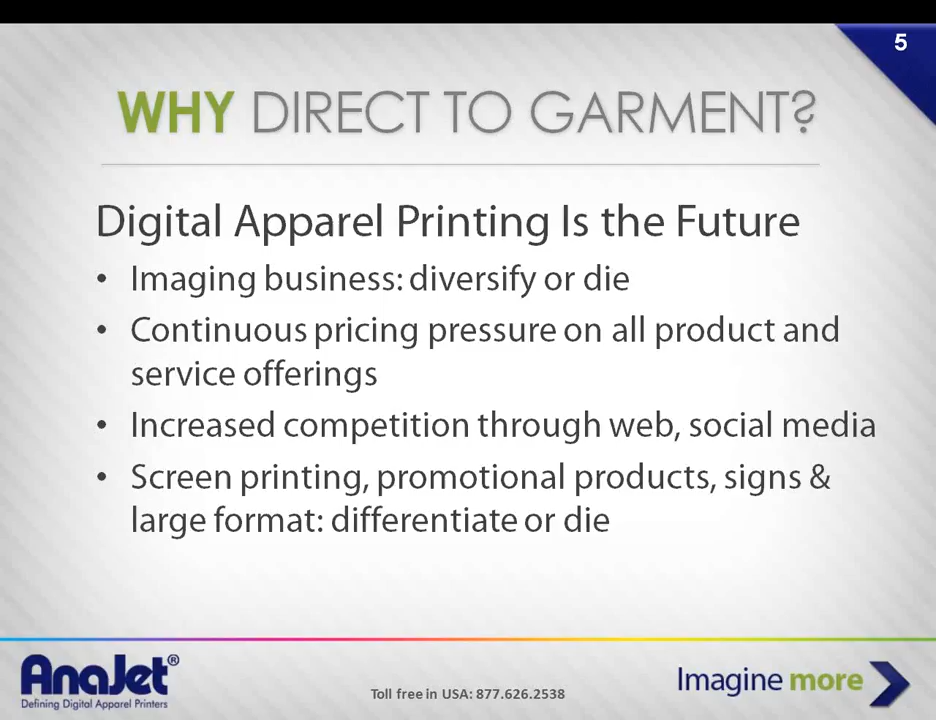 5
WHY DIRECT TO GARMENT?
Digital Apparel Printing Is the Future
• Imaging business: diversify or die
• Continuous pricing pressure on all product and
service offerings
• Increased competition through web, social media
• Screen printing, promotional products, signs &
large format: differentiate or die
AnaJet®
Defining Digital Apparel Printers
Toll free in USA: 877.626.2538
Imagine more